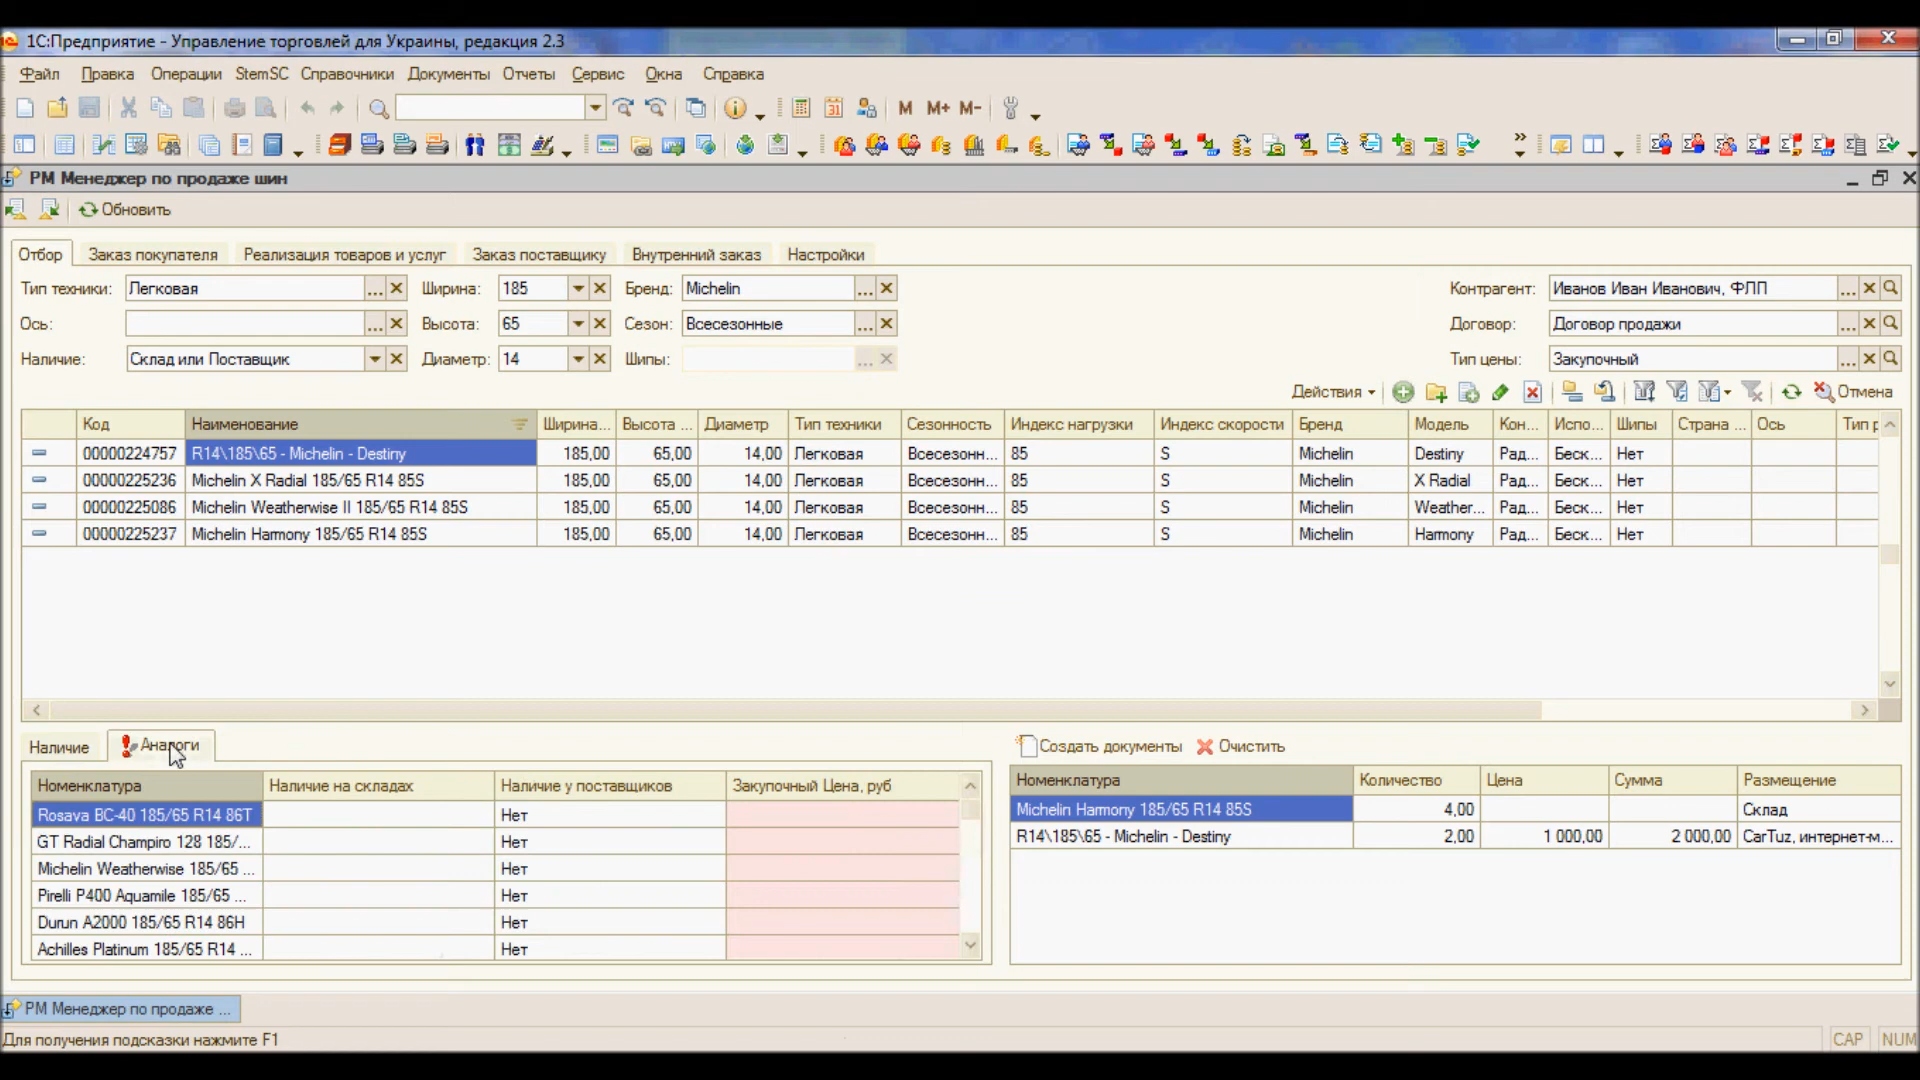 1С:Предприятие - Управление торговлей для Украины, редакция 2.3
Файл Правка Операции StemSC Справочники Документы Отчеты Сервис Окна Справка
M M+ M-
РМ Менеджер по продаже шин
Обновить
Отбор Заказ покупателя Реализация товаров и услуг Заказ поставщику Внутренний заказ Настройки
Тип техники: Легковая ... Ширина: 185 Бренд: Michelin ... Контрагент: Иванов Иван Иванович, ФЛП ...
Ось: ... Высота: 65 Сезон: Всесезонные ... Договор: Договор продажи ...
Наличие: Склад или Поставщик Диаметр: 14 Шипы: ... Тип цены: Закупочный ...
Действия Отмена
Код Наименование Ширина... Высота ... Диаметр Тип техники Сезонность Индекс нагрузки Индекс скорости Бренд Модель Кон... Испо... Шипы Страна ... Ось Тип р
00000224757 R14\185\65 - Michelin - Destiny 185,00 65,00 14,00 Легковая Всесезонн... 85 S Michelin Destiny Рад... Беск... Нет
00000225236 Michelin X Radial 185/65 R14 85S 185,00 65,00 14,00 Легковая Всесезонн... 85 S Michelin X Radial Рад... Беск... Нет
00000225086 Michelin Weatherwise II 185/65 R14 85S 185,00 65,00 14,00 Легковая Всесезонн... 85 S Michelin Weather... Рад... Беск... Нет
00000225237 Michelin Harmony 185/65 R14 85S 185,00 65,00 14,00 Легковая Всесезонн... 85 S Michelin Harmony Рад... Беск... Нет
Наличие Аналоги
Номенклатура Наличие на складах Наличие у поставщиков Закупочный Цена, руб
Rosava BC-40 185/65 R14 86T Нет
GT Radial Champiro 128 185/... Нет
Michelin Weatherwise 185/65 ... Нет
Pirelli P400 Aquamile 185/65 ... Нет
Durun A2000 185/65 R14 86H Нет
Achilles Platinum 185/65 R14 ... Нет
Создать документы Очистить
Номенклатура Количество Цена Сумма Размещение
Michelin Harmony 185/65 R14 85S 4,00 Склад
R14\185\65 - Michelin - Destiny 2,00 1 000,00 2 000,00 CarTuz, интернет-м...
РМ Менеджер по продаже ...
Для получения подсказки нажмите F1 CAP NUM